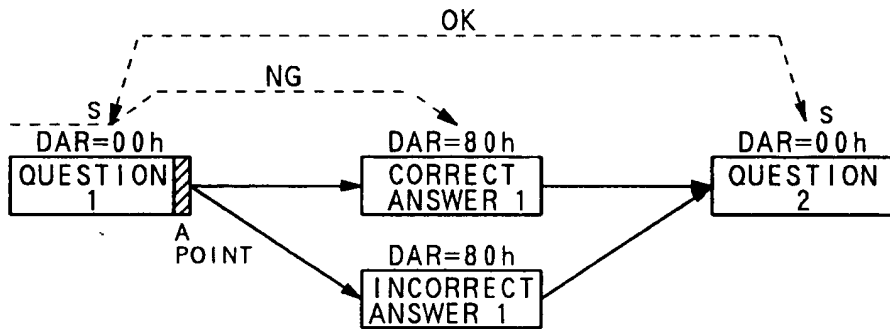 OK
NG
S
S
DAR=00h
DAR=80h
DAR=00h
QUESTION
1
CORRECT
ANSWER 1
QUESTION
2
A
POINT
DAR=80h
INCORRECT
ANSWER 1